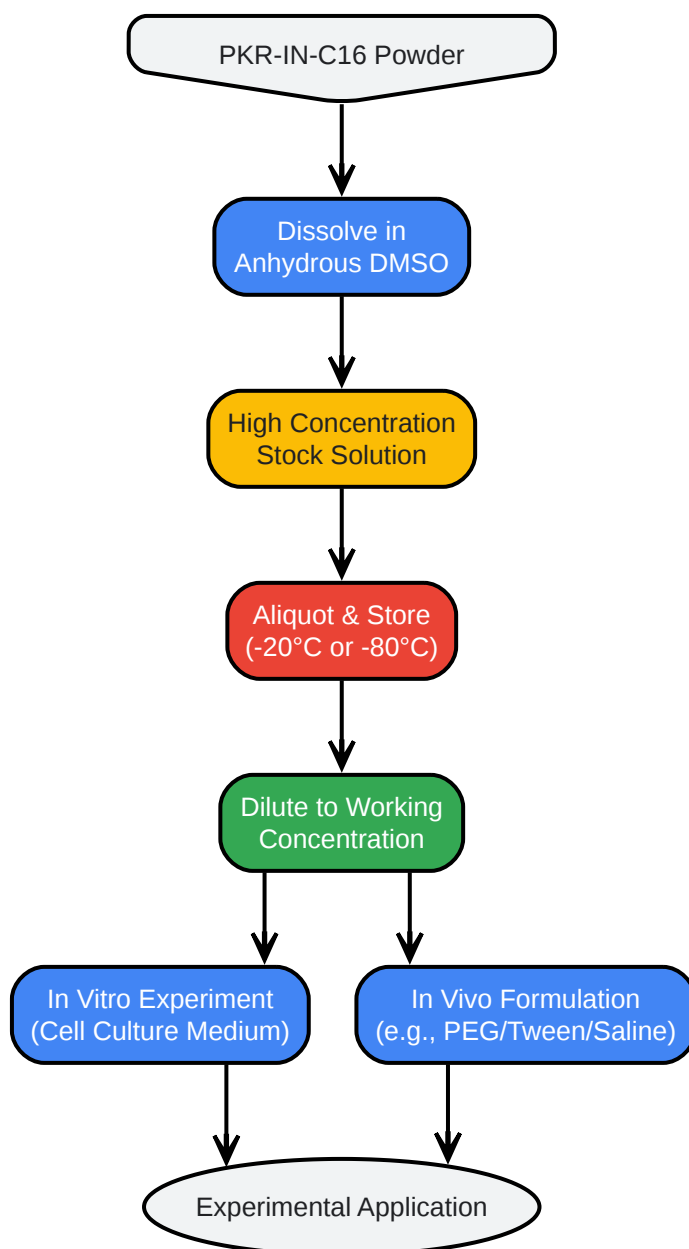 PKR-IN-C16 Powder
Dissolve in
Anhydrous DMSO
High Concentration
Stock Solution
Aliquot & Store
(-20°C or -80°C)
Dilute to Working
Concentration
In Vitro Experiment
(Cell Culture Medium)
In Vivo Formulation
(e.g., PEG/Tween/Saline)
Experimental Application